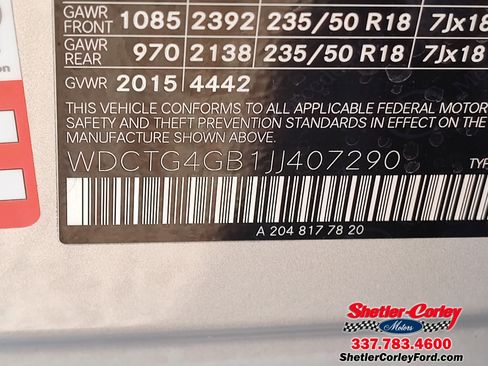 GAWR FRONT 1085 2392 235/50 R18 7Jx18
GAWR REAR 970 2138 235/50 R18 7Jx18
GVWR 2015 4442
THIS VEHICLE CONFORMS TO ALL APPLICABLE FEDERAL MOTOR
SAFETY AND THEFT PREVENTION STANDARDS IN EFFECT ON THE
OF MANUFACTURE SHOWN ABOVE.
WDCTG4GB1JJ407290 TYP
A 204 817 78 20
Shetler-Corley
Motors
337.783.4600
ShetlerCorleyFord.com